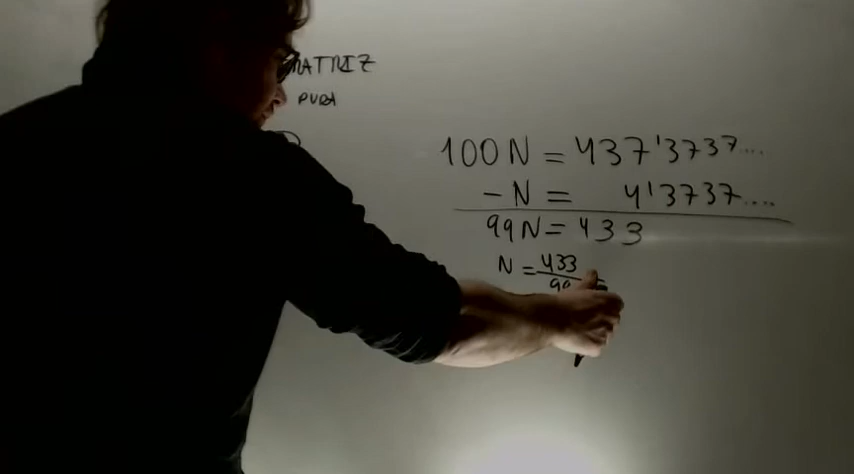 MATRIZ
PURA
100N = 437'3737....
- N = 4'3737....
99N = 433
N = 433
99 =